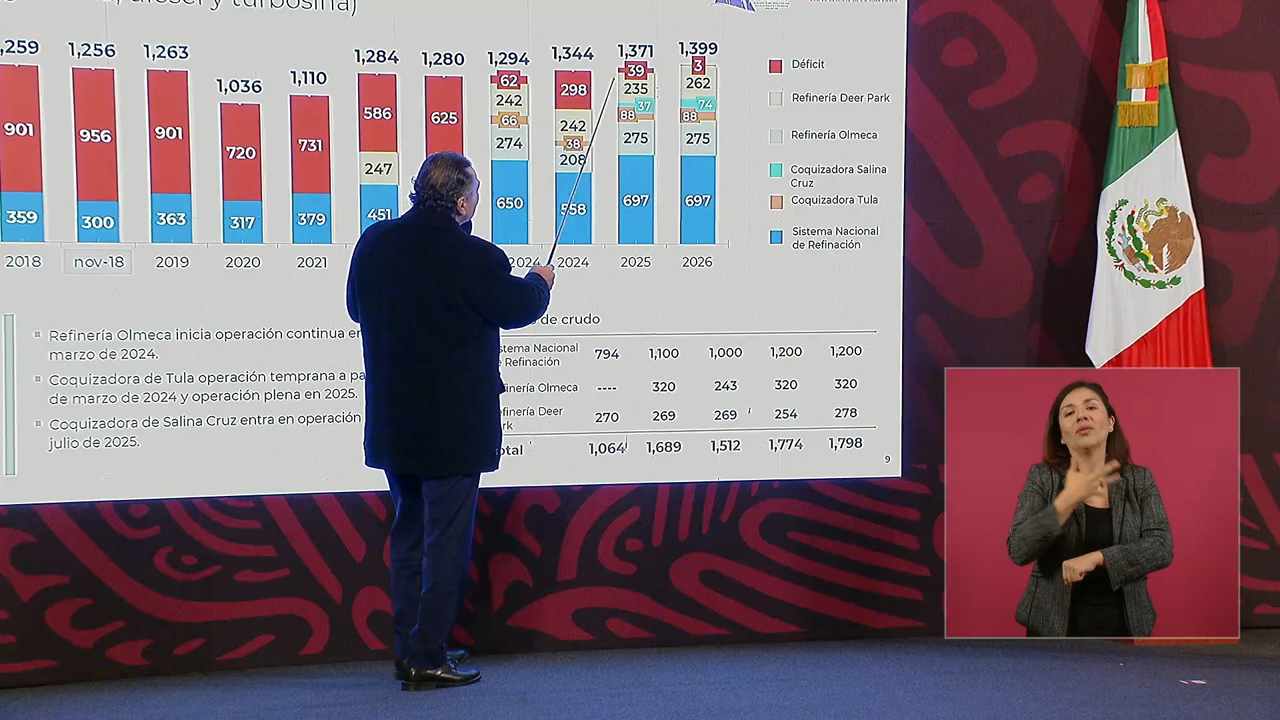 diésel y turbosina)
,259 1,256 1,263 1,036 1,110 1,284 1,280 1,294 1,344 1,371 1,399
901 956 901 720 731 586 625 62 298 39 3
247 242 242 235 262
37 74
66 38 88 88
274 208 275 275
359 300 363 317 379 451 650 558 697 697
2018 nov-18 2019 2020 2021 2024 2024 2025 2026
Déficit
Refinería Deer Park
Refinería Olmeca
Coquizadora Salina
Cruz
Coquizadora Tula
Sistema Nacional
de Refinación
Refinería Olmeca inicia operación continua en
marzo de 2024.
Coquizadora de Tula operación temprana a pa
de marzo de 2024 y operación plena en 2025.
Coquizadora de Salina Cruz entra en operación
julio de 2025.
de crudo
stema Nacional
e Refinación 794 1,100 1,000 1,200 1,200
finería Olmeca ---- 320 243 320 320
efinería Deer
rk 270 269 269 254 278
otal 1,064 1,689 1,512 1,774 1,798
9